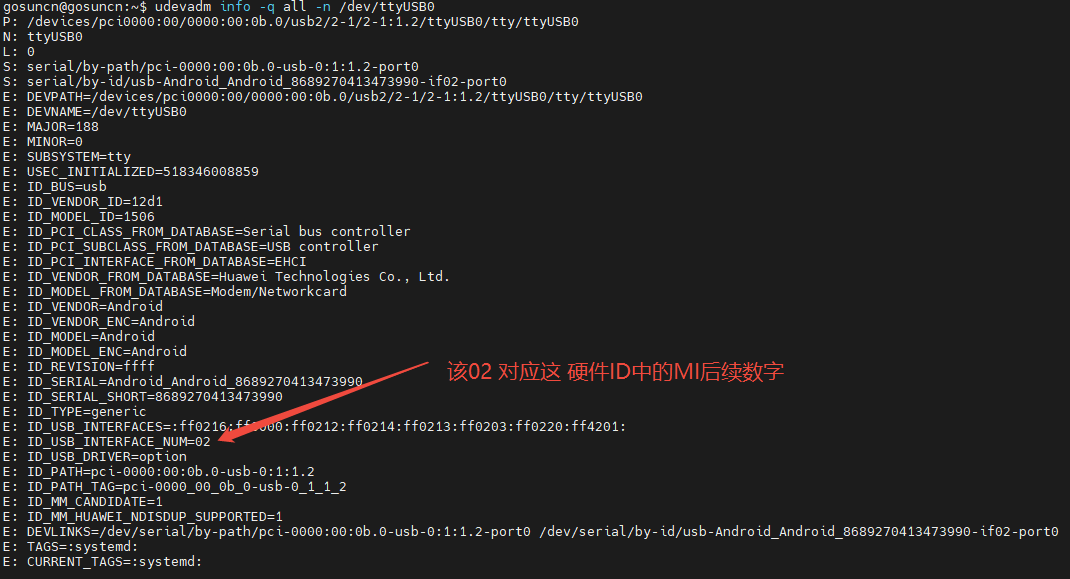 gosuncn@gosuncn:~$ udevadm info -q all -n /dev/ttyUSB0
P: /devices/pci0000:00/0000:00:0b.0/usb2/2-1/2-1:1.2/ttyUSB0/tty/ttyUSB0
N: ttyUSB0
L: 0
S: serial/by-path/pci-0000:00:0b.0-usb-0:1:1.2-port0
S: serial/by-id/usb-Android_Android_8689270413473990-if02-port0
E: DEVPATH=/devices/pci0000:00/0000:00:0b.0/usb2/2-1/2-1:1.2/ttyUSB0/tty/ttyUSB0
E: DEVNAME=/dev/ttyUSB0
E: MAJOR=188
E: MINOR=0
E: SUBSYSTEM=tty
E: USEC_INITIALIZED=518346008859
E: ID_BUS=usb
E: ID_VENDOR_ID=12d1
E: ID_MODEL_ID=1506
E: ID_PCI_CLASS_FROM_DATABASE=Serial bus controller
E: ID_PCI_SUBCLASS_FROM_DATABASE=USB controller
E: ID_PCI_INTERFACE_FROM_DATABASE=EHCI
E: ID_VENDOR_FROM_DATABASE=Huawei Technologies Co., Ltd.
E: ID_MODEL_FROM_DATABASE=Modem/Networkcard
E: ID_VENDOR=Android
E: ID_VENDOR_ENC=Android
E: ID_MODEL=Android
E: ID_MODEL_ENC=Android
E: ID_REVISION=ffff
该02 对应这 硬件ID中的MI后续数字
E: ID_SERIAL=Android_Android_8689270413473990
E: ID_SERIAL_SHORT=8689270413473990
E: ID_TYPE=generic
E: ID_USB_INTERFACES=:ff0216:ff0000:ff0212:ff0214:ff0213:ff0203:ff0220:ff4201:
E: ID_USB_INTERFACE_NUM=02
E: ID_USB_DRIVER=option
E: ID_PATH=pci-0000:00:0b.0-usb-0:1:1.2
E: ID_PATH_TAG=pci-0000_00_0b_0-usb-0_1_1_2
E: ID_MM_CANDIDATE=1
E: ID_MM_HUAWEI_NDISDUP_SUPPORTED=1
E: DEVLINKS=/dev/serial/by-path/pci-0000:00:0b.0-usb-0:1:1.2-port0 /dev/serial/by-id/usb-Android_Android_8689270413473990-if02-port0
E: TAGS=:systemd:
E: CURRENT_TAGS=:systemd: